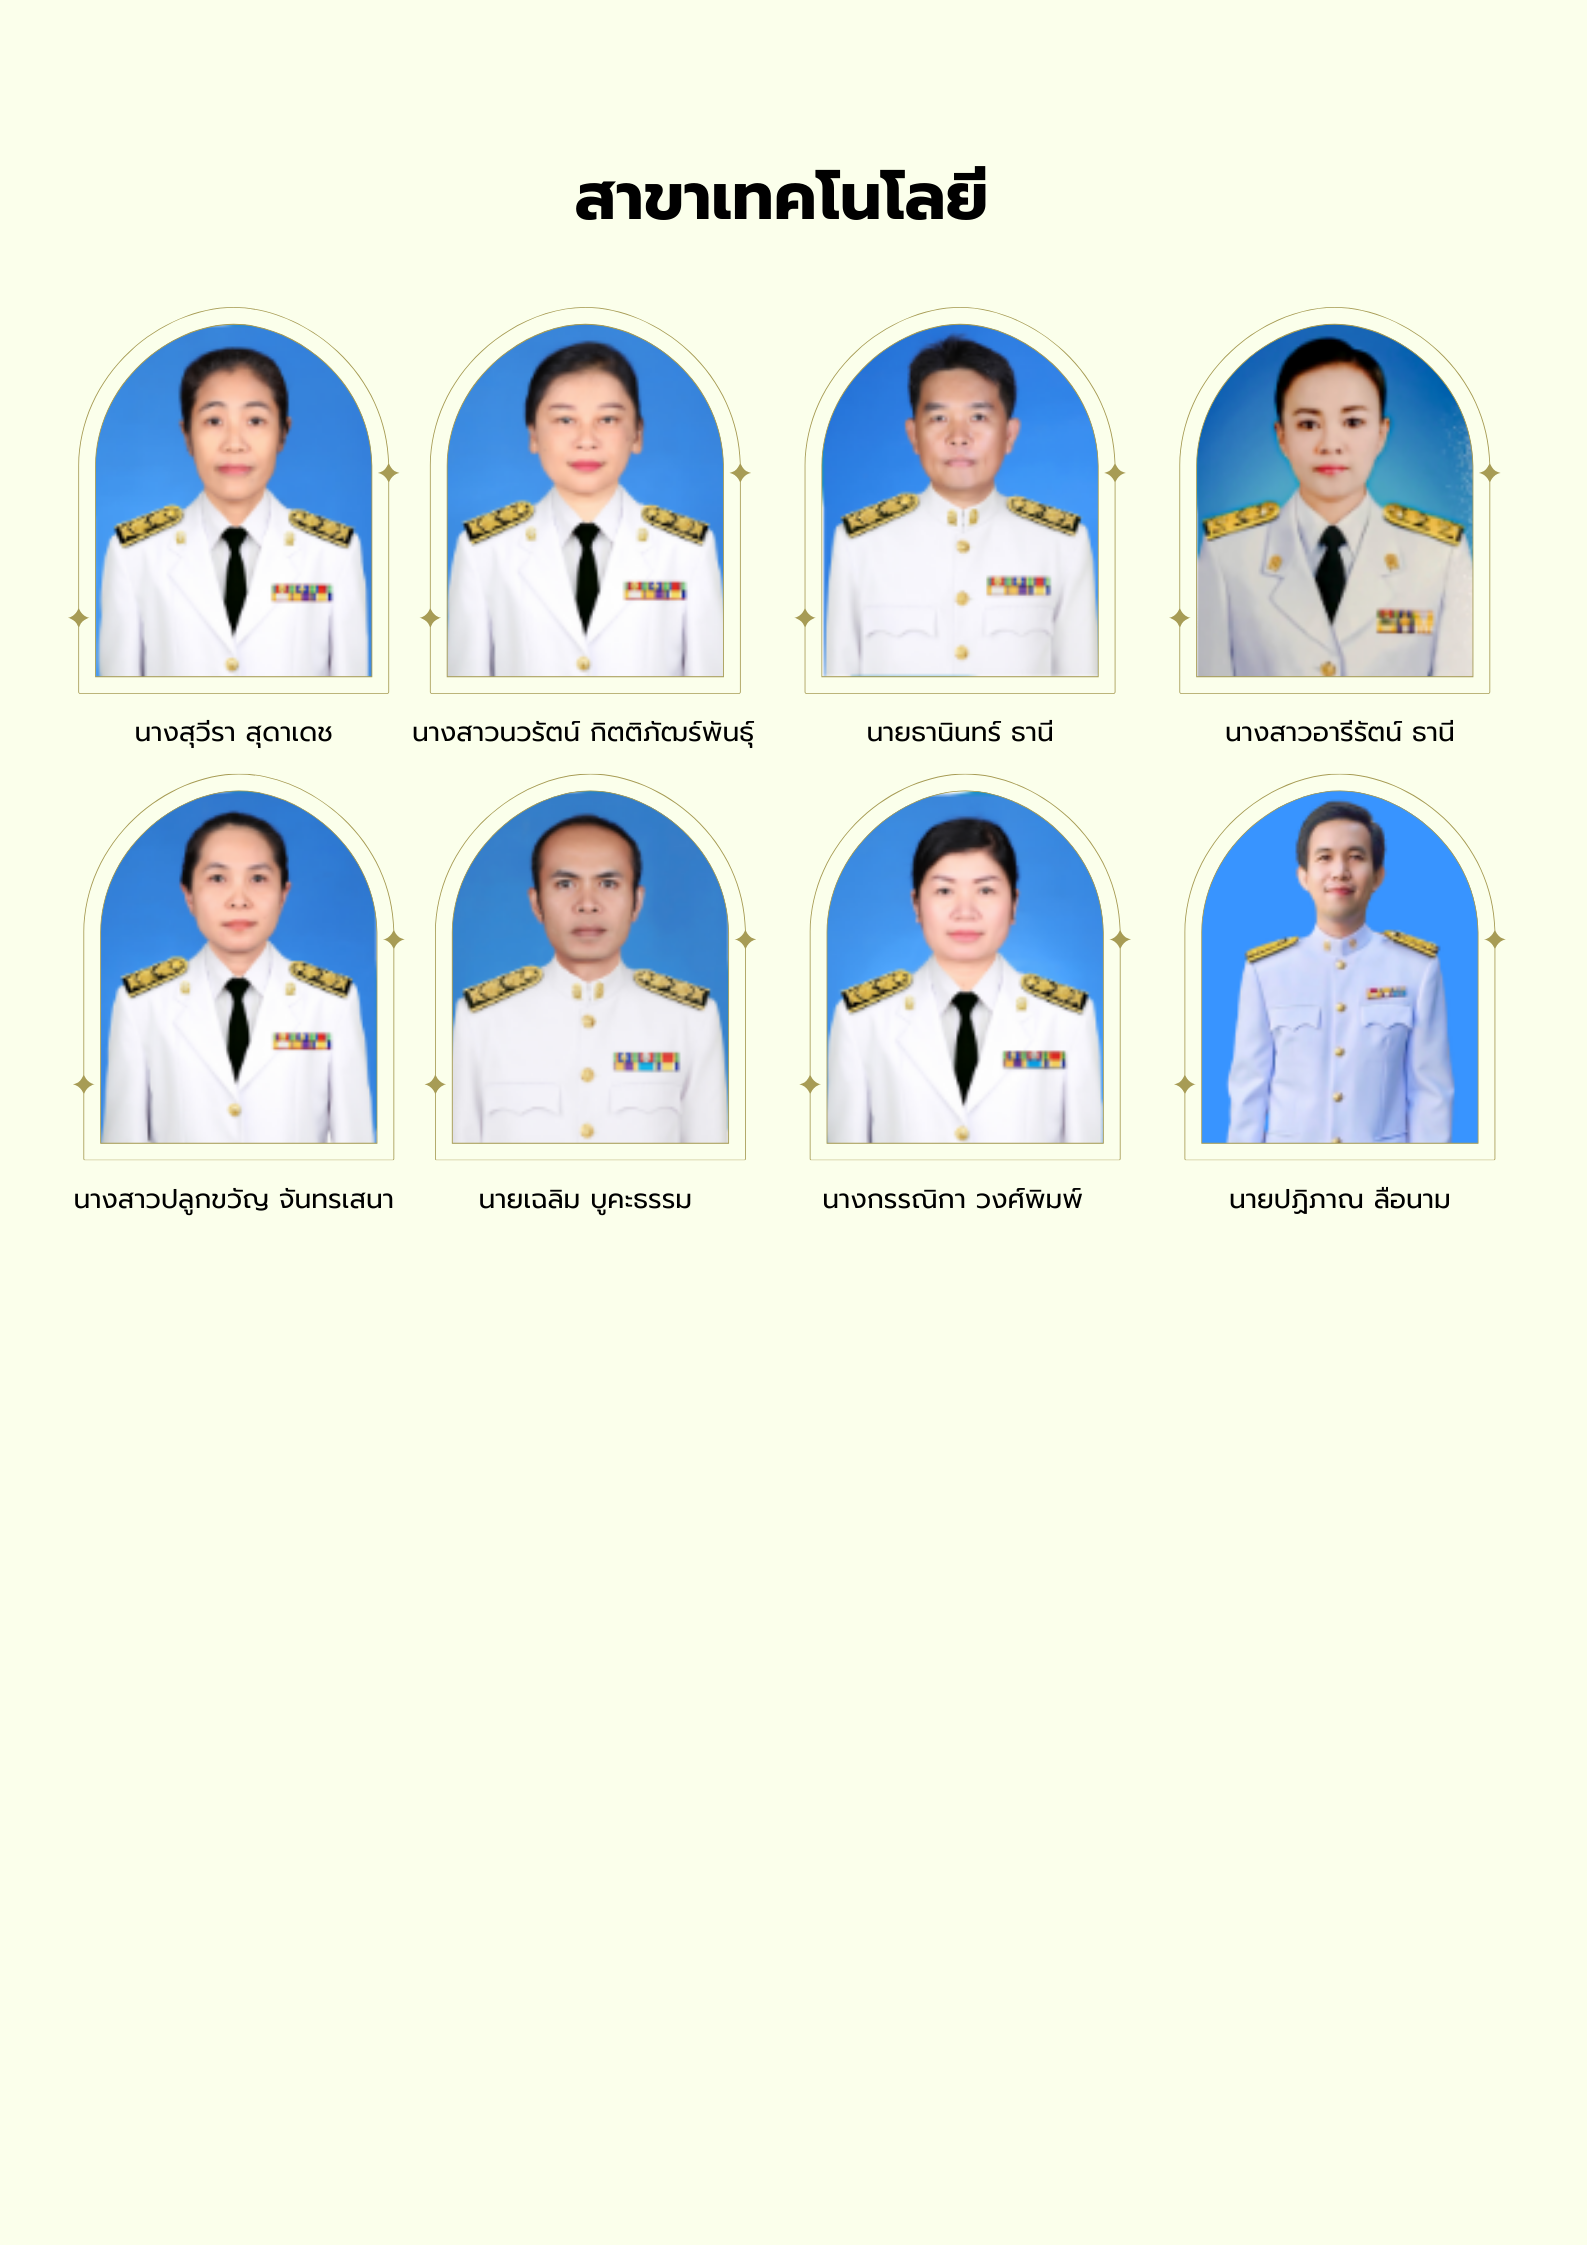 สาขาเทคโนโลยี
นางสุวีรา สุดาเดช
นางสาวนวรัตน์ กิตติภัฒร์พันธุ์
นายธานินทร์ ธานี
นางสาวอารีรัตน์ ธานี
นางสาวปลูกขวัญ จันทรเสนา
นายเฉลิม บูคะธรรม
นางกรรณิกา วงศ์พิมพ์
นายปฏิภาณ ลือนาม